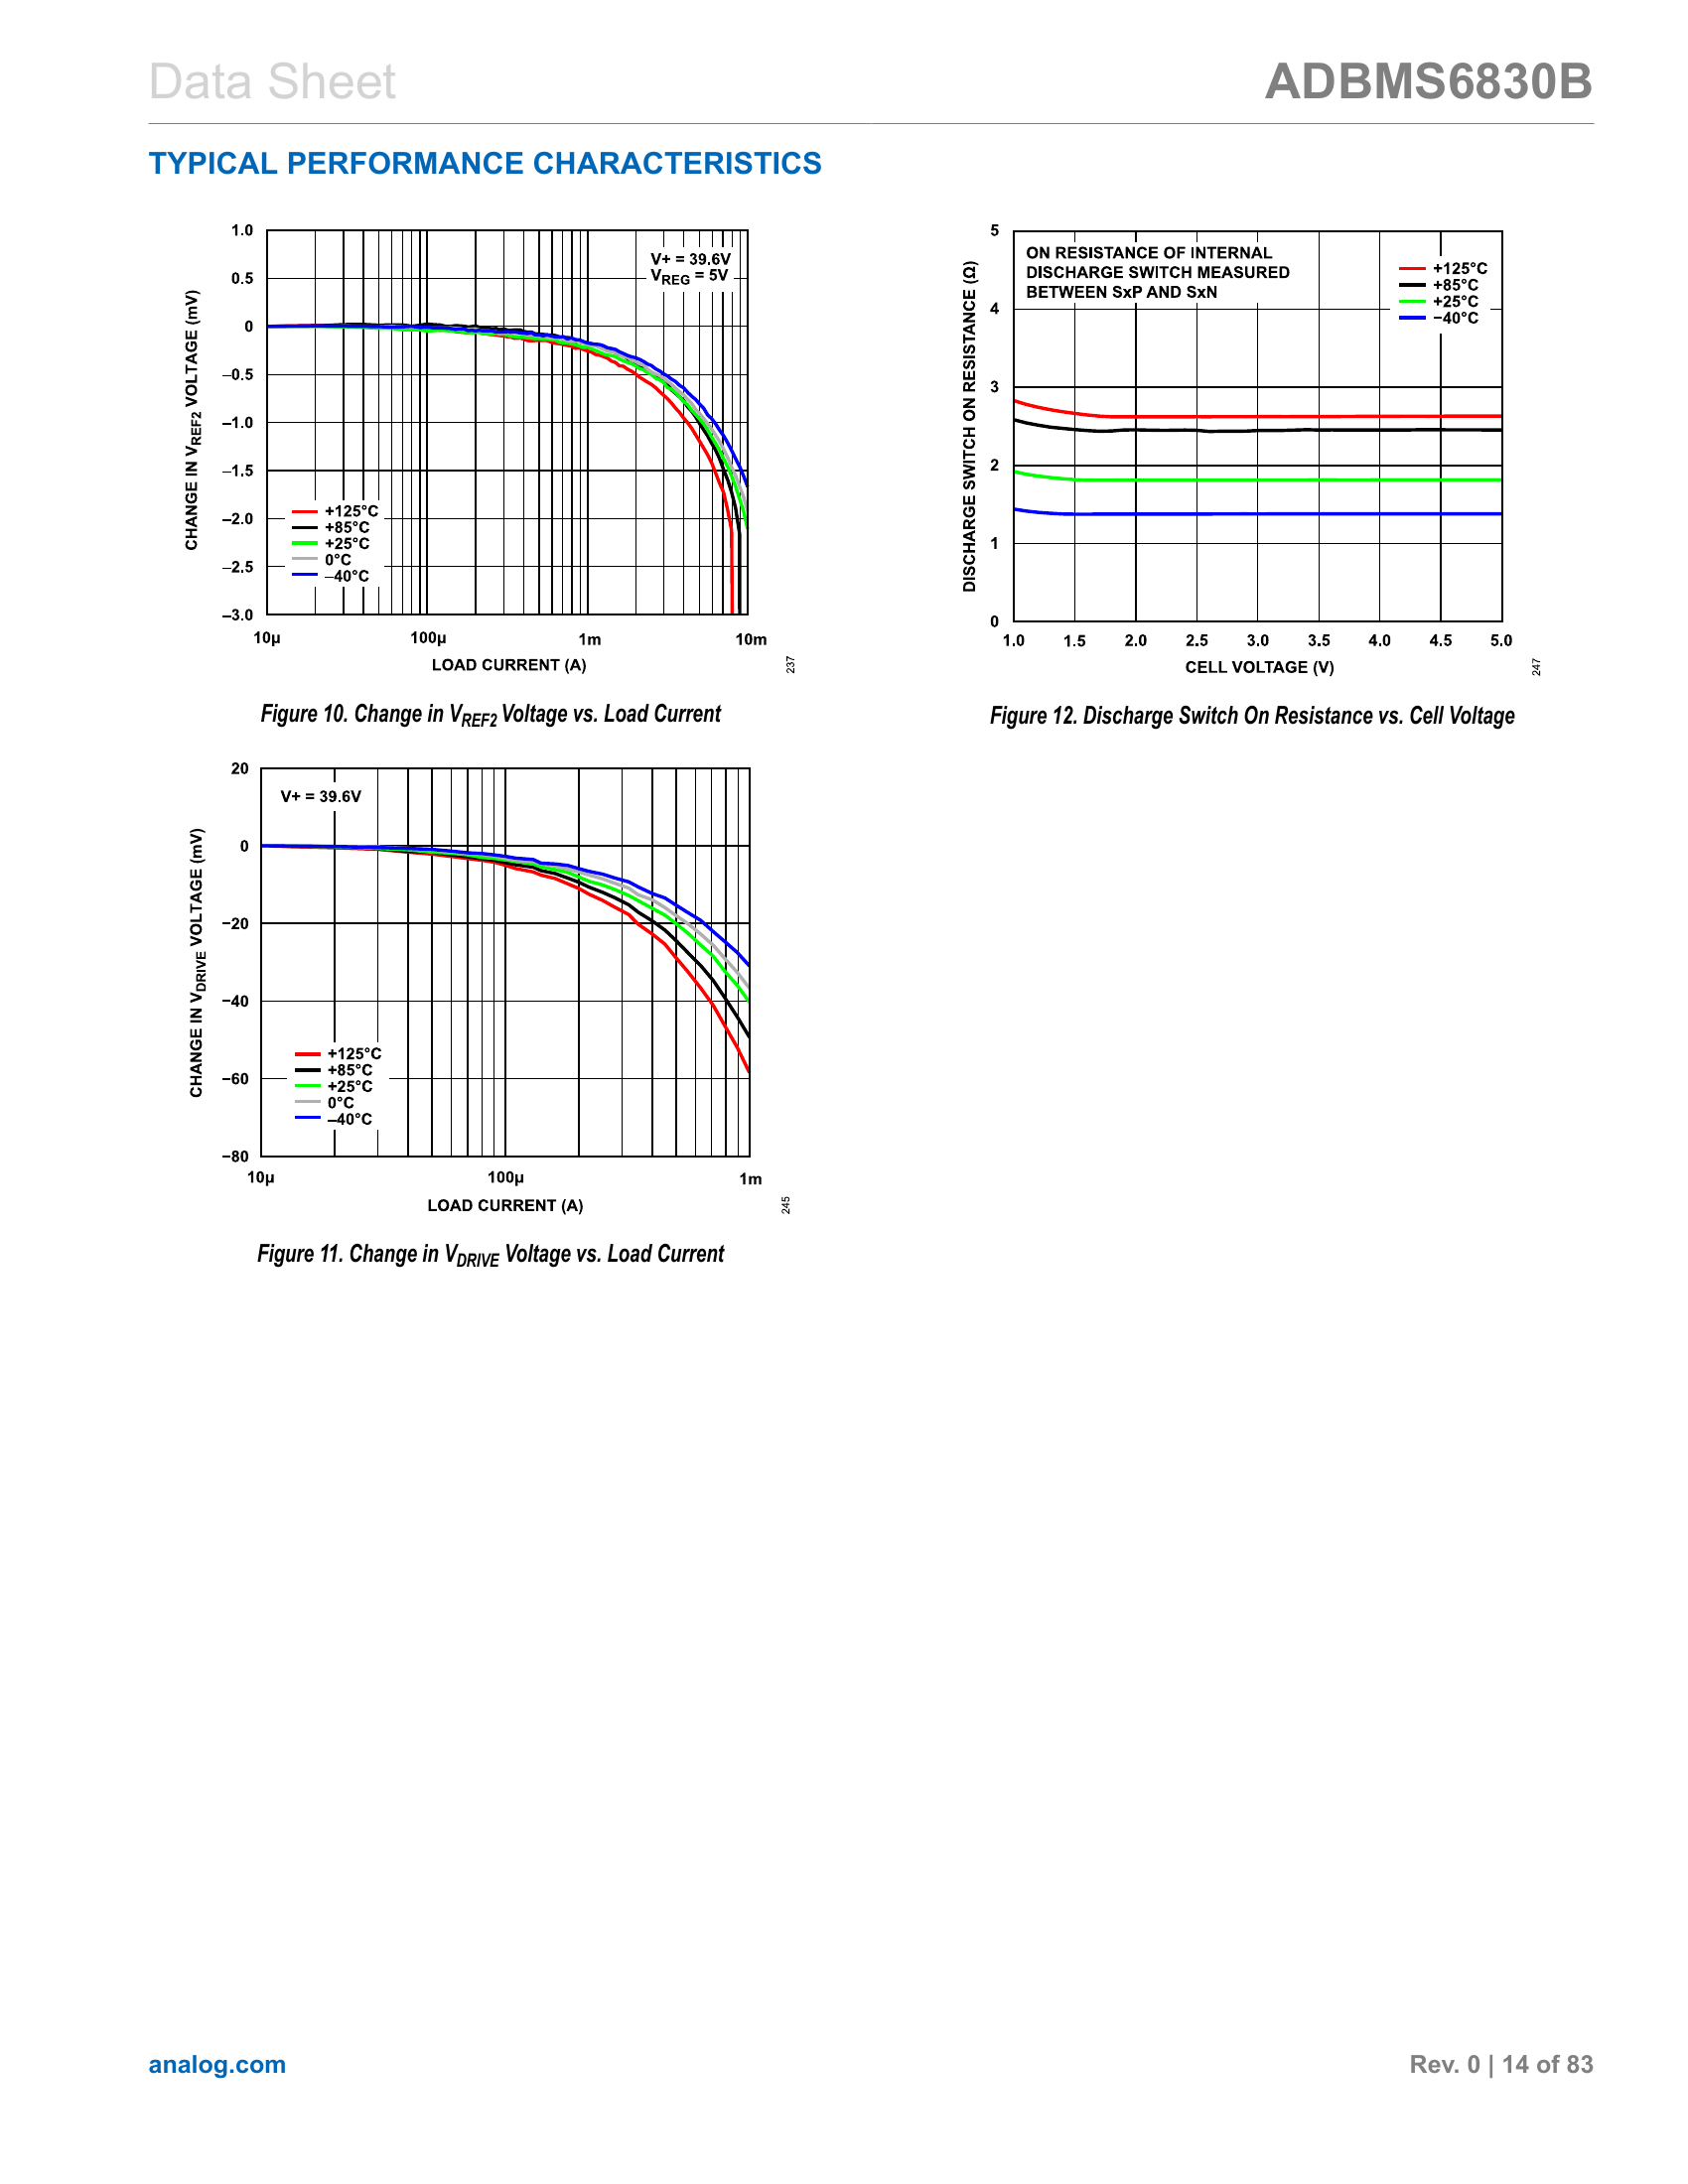 Data Sheet
ADBMS6830B
TYPICAL PERFORMANCE CHARACTERISTICS
1.0
0.5
0
–0.5
–1.0
–1.5
–2.0
–2.5
–3.0
CHANGE IN VREF2 VOLTAGE (mV)
V+ = 39.6V
VREG = 5V
+125°C
+85°C
+25°C
0°C
–40°C
10µ
100µ
1m
10m
LOAD CURRENT (A)
237
Figure 10. Change in VREF2 Voltage vs. Load Current
20
0
−20
−40
−60
−80
CHANGE IN VDRIVE VOLTAGE (mV)
V+ = 39.6V
+125°C
+85°C
+25°C
0°C
–40°C
10µ
100µ
1m
LOAD CURRENT (A)
245
Figure 11. Change in VDRIVE Voltage vs. Load Current
5
4
3
2
1
0
DISCHARGE SWITCH ON RESISTANCE (Ω)
ON RESISTANCE OF INTERNAL
DISCHARGE SWITCH MEASURED
BETWEEN SxP AND SxN
+125°C
+85°C
+25°C
−40°C
1.0
1.5
2.0
2.5
3.0
3.5
4.0
4.5
5.0
CELL VOLTAGE (V)
247
Figure 12. Discharge Switch On Resistance vs. Cell Voltage
analog.com
Rev. 0 | 14 of 83